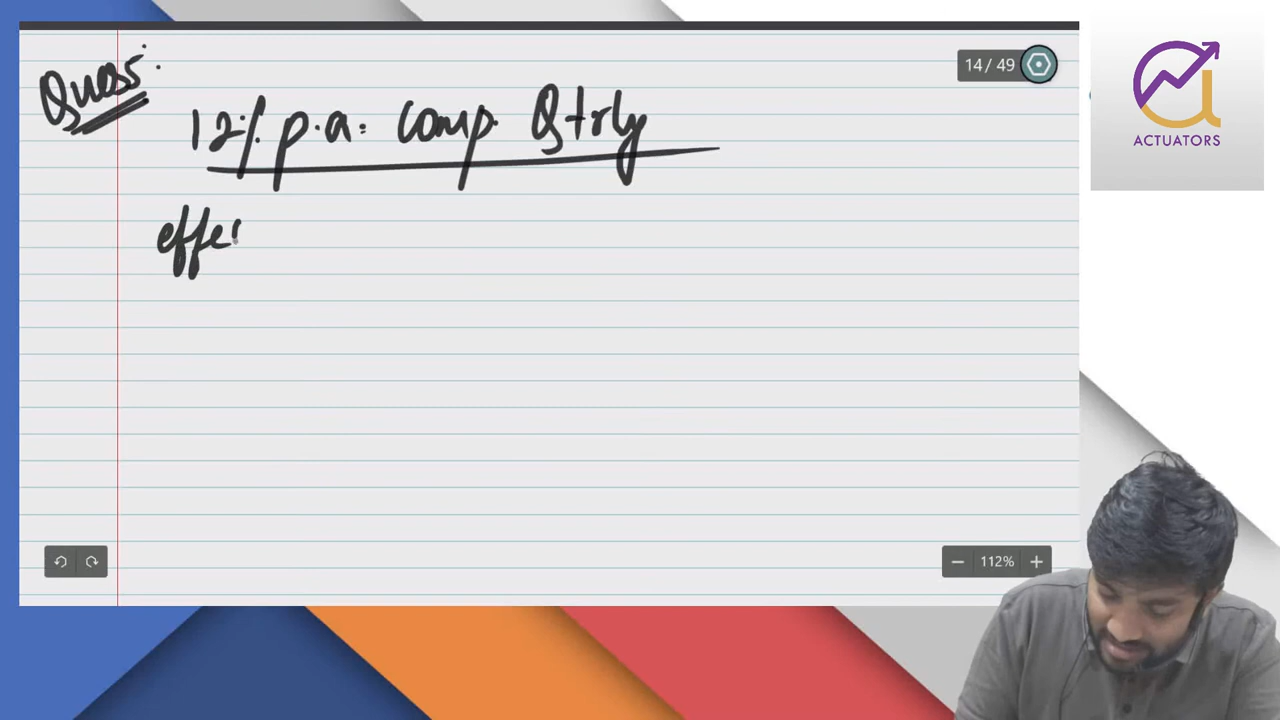 Ques:
14 / 49
12% p.a. Comp. Qtrly
effe
112%
ACTUATORS